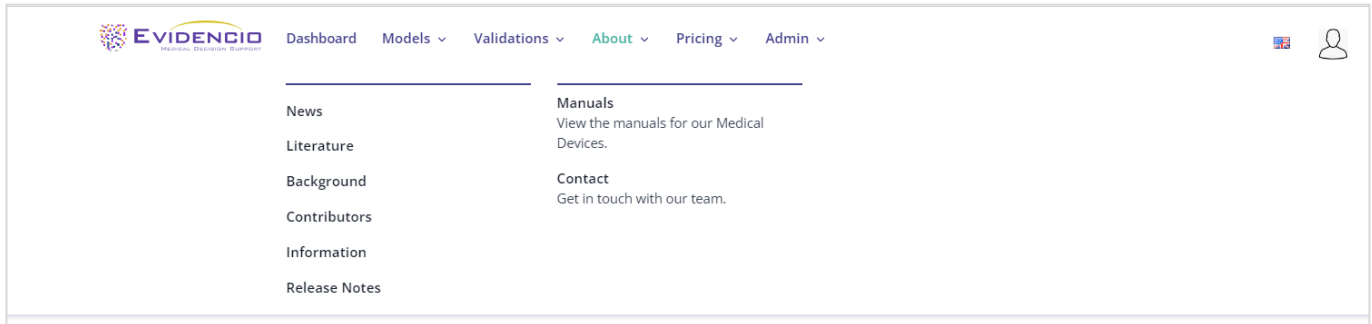 EVIDENCIO
MEDICAL DECISION SUPPORT
Dashboard Models Validations About Pricing Admin
News
Literature
Background
Contributors
Information
Release Notes
Manuals
View the manuals for our Medical
Devices.
Contact
Get in touch with our team.